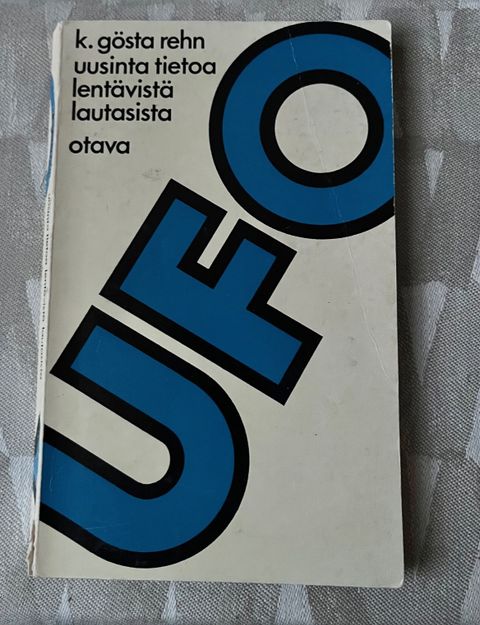 k. gösta rehn
uusinta tietoa
lentävistä
lautasista
otava
UFO